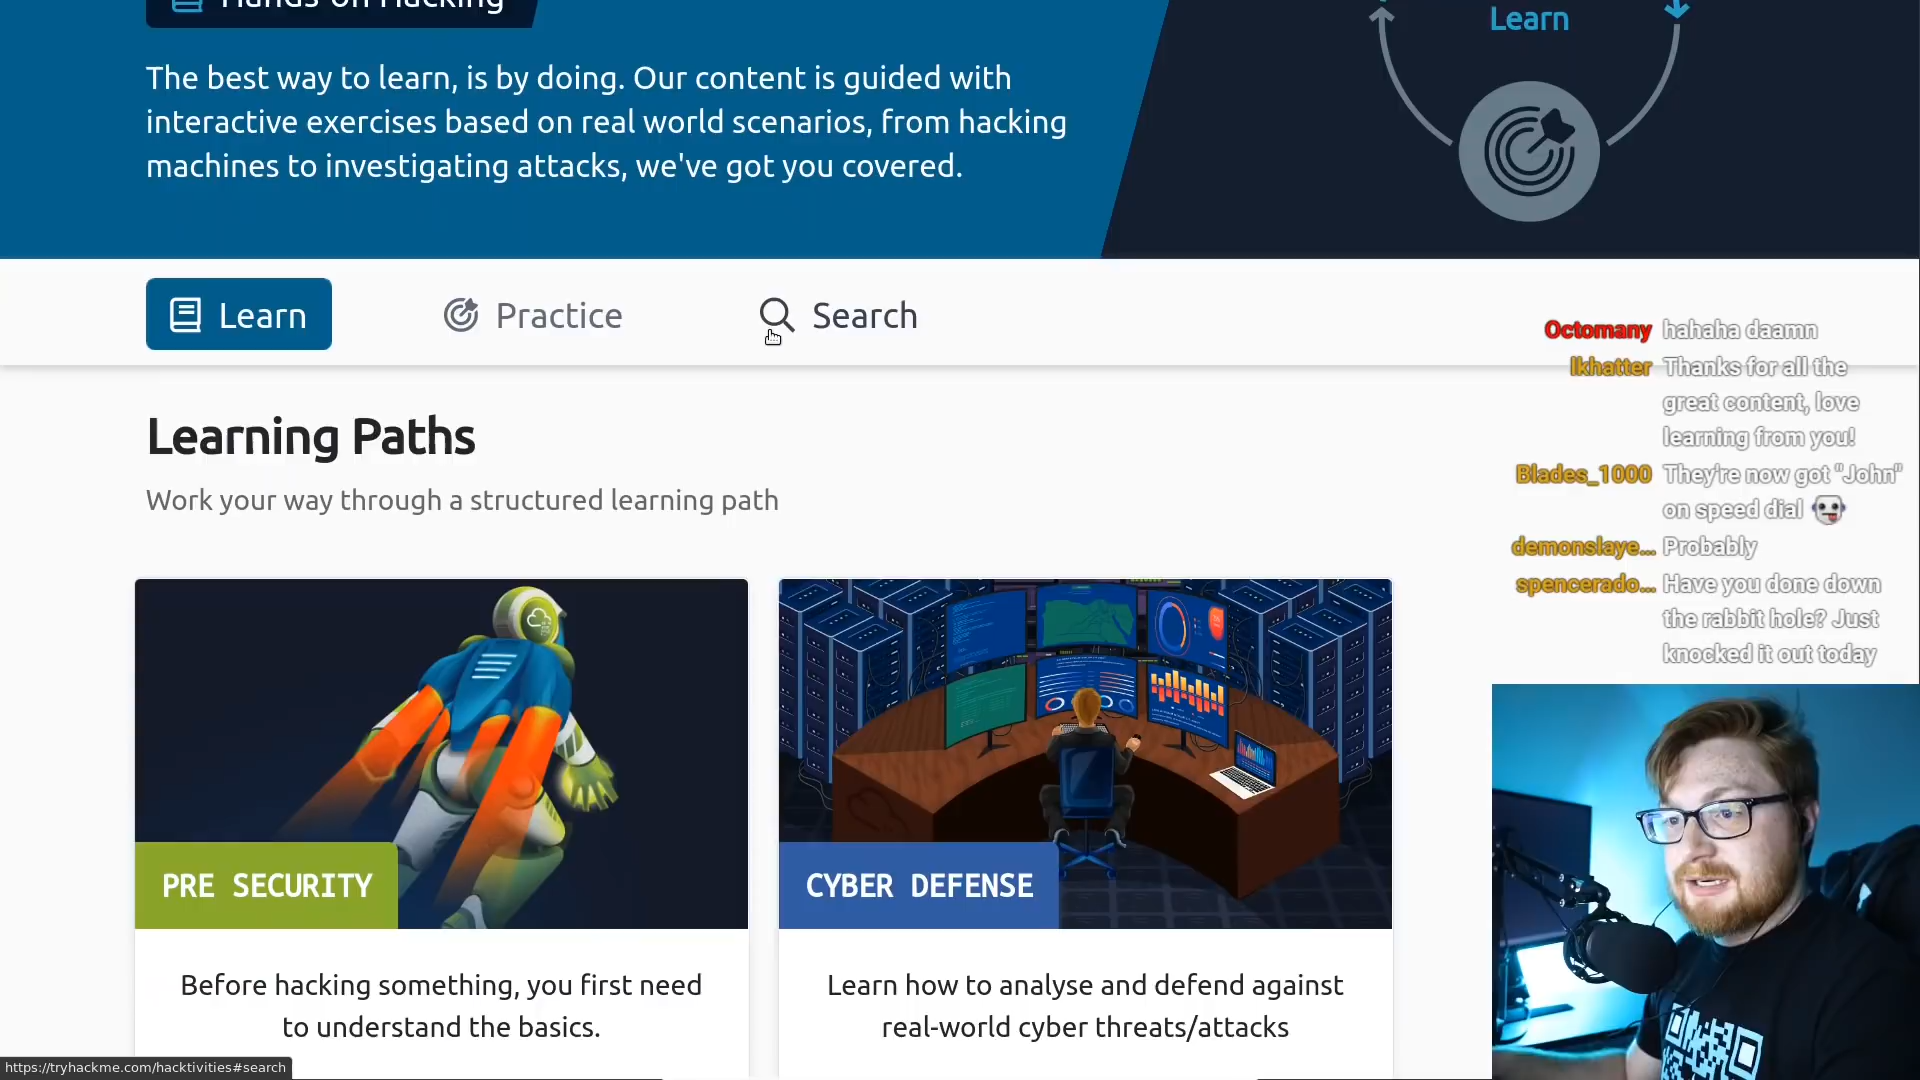 Hands-on Hacking
Learn
The best way to learn, is by doing. Our content is guided with
interactive exercises based on real world scenarios, from hacking
machines to investigating attacks, we've got you covered.
Learn
Practice
Search
Learning Paths
Work your way through a structured learning path
PRE SECURITY
Before hacking something, you first need
to understand the basics.
CYBER DEFENSE
Learn how to analyse and defend against
real-world cyber threats/attacks
Octomany hahaha daamn
lkhatter Thanks for all the
great content, love
learning from you!
Blades_1000 They're now got "John"
on speed dial
demonslaye... Probably
spencerado... Have you done down
the rabbit hole? Just
knocked it out today
https://tryhackme.com/hacktivities#search